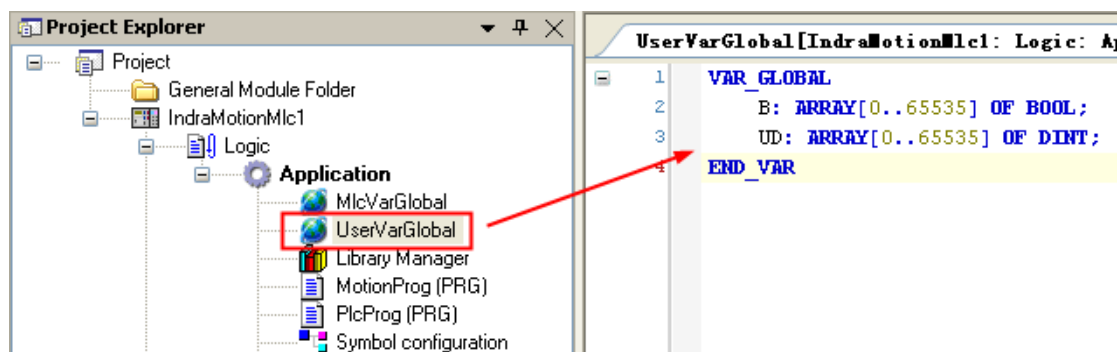 Project Explorer
Project
General Module Folder
IndraMotionMlc1
Logic
Application
MlcVarGlobal
UserVarGlobal
Library Manager
MotionProg (PRG)
PlcProg (PRG)
Symbol configuration
UserVarGlobal[IndraMotionMlc1: Logic: Ap
1 VAR_GLOBAL
2 B: ARRAY[0..65535] OF BOOL;
3 UD: ARRAY[0..65535] OF DINT;
4 END_VAR